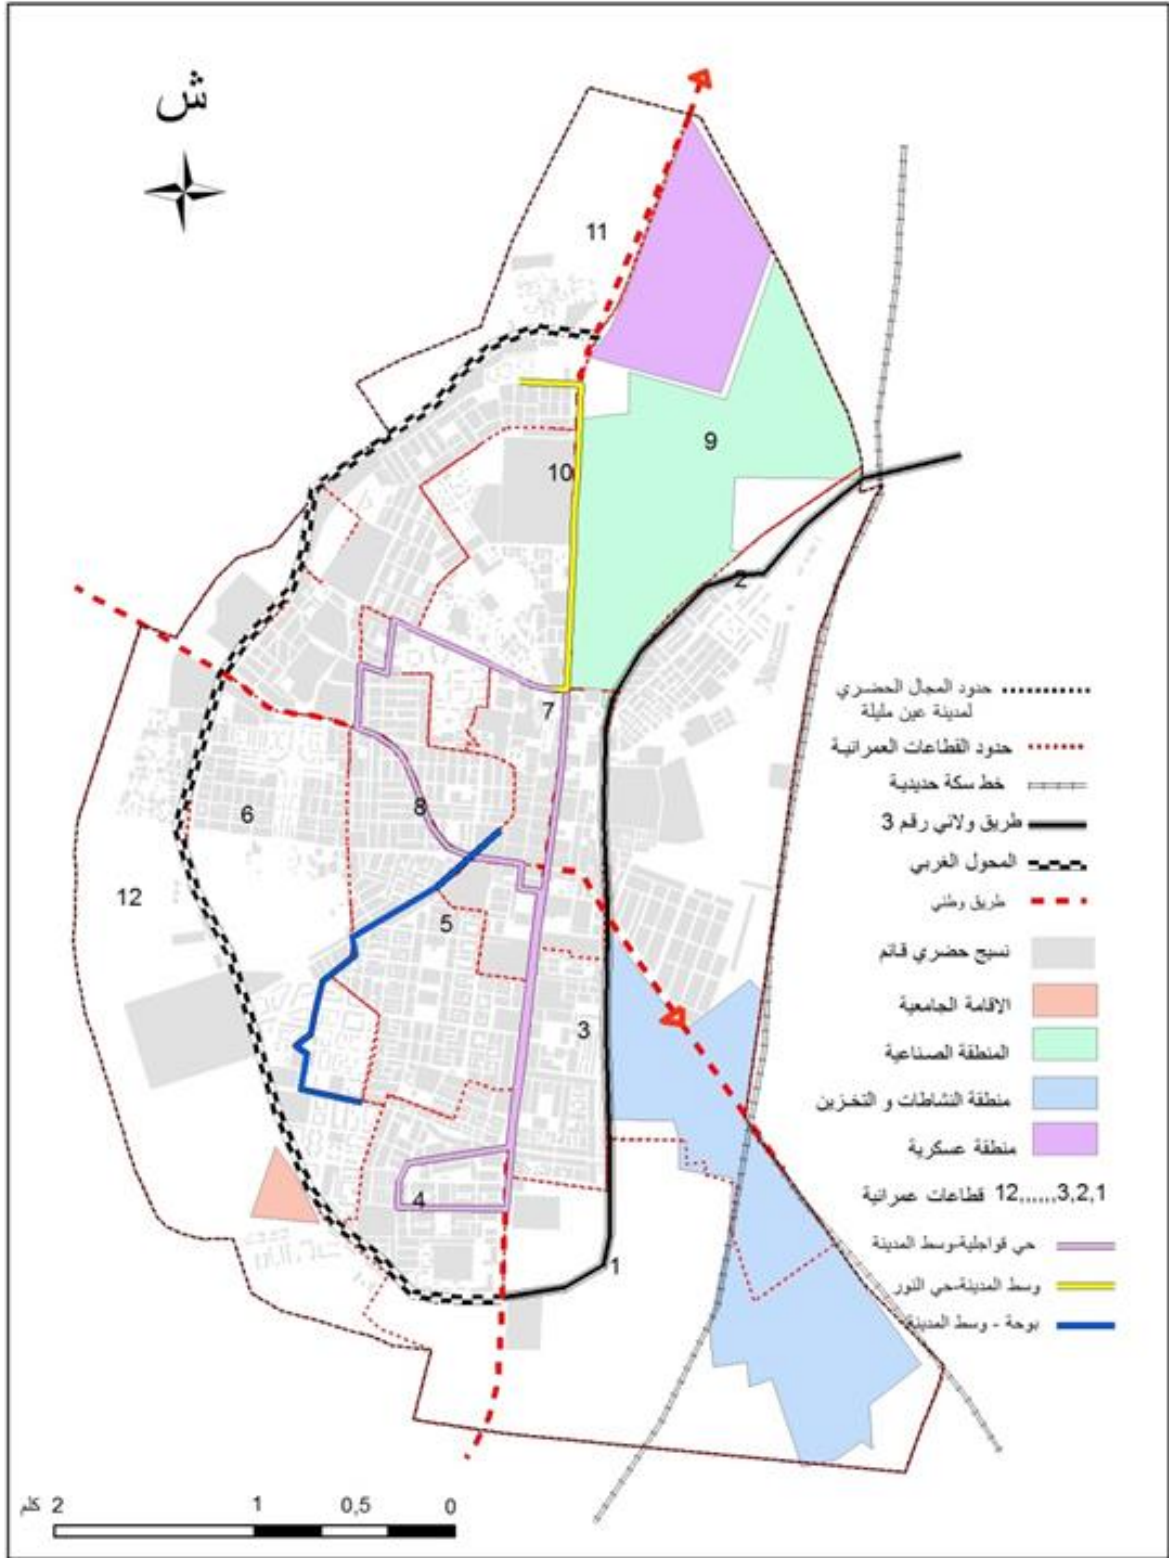 ش
11
9
10
2
7
6
8
12
5
3
4
1
حدود المجال الحضري
لمدينة عين مليلة
حدود القطاعات العمرانية
خط سكة حديدية
طريق ولائي رقم 3
المحول الغربي
طريق وطني
نسيج حضري قائم
الاقامة الجامعية
المنطقة الصناعية
منطقة النشاطات و التخزين
منطقة عسكرية
قطاعات عمرانية 12,.....,3,2,1
حي قواجلية-وسط المدينة
وسط المدينة-حي النور
بوحة - وسط المدينة
كلم 2 1 0,5 0